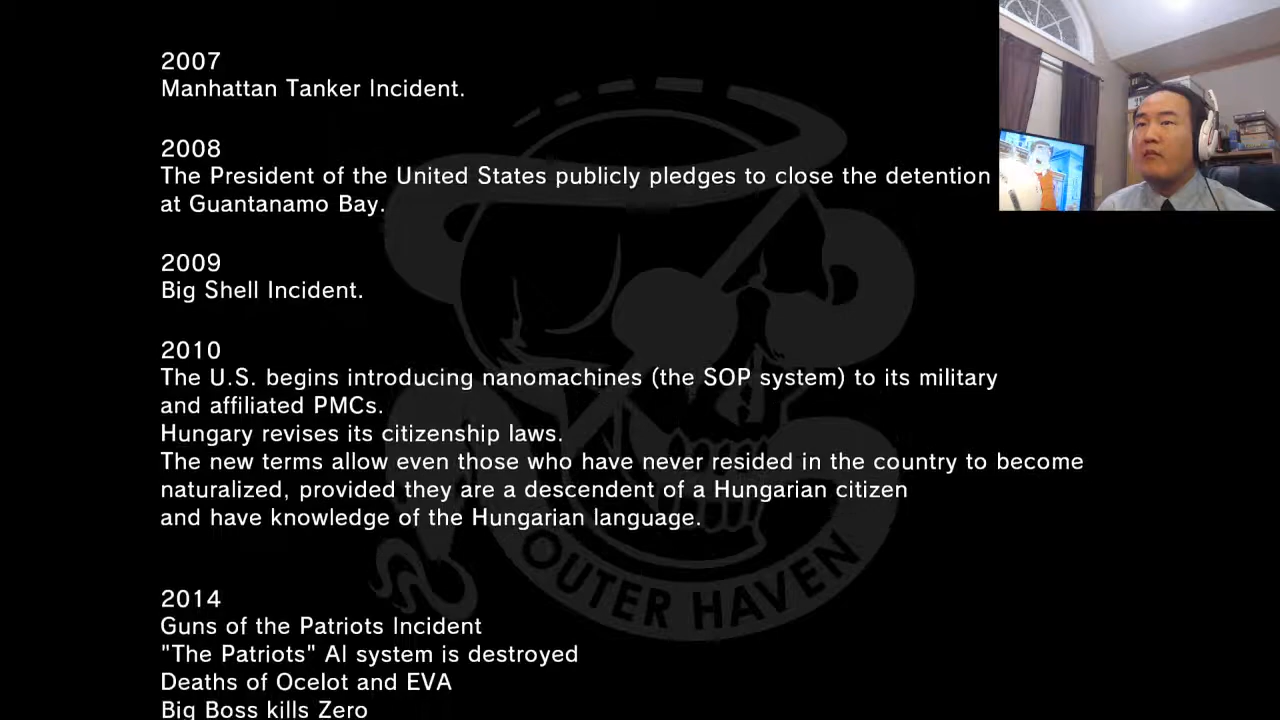 2007
Manhattan Tanker Incident.
2008
The President of the United States publicly pledges to close the detention
at Guantanamo Bay.
2009
Big Shell Incident.
2010
The U.S. begins introducing nanomachines (the SOP system) to its military
and affiliated PMCs.
Hungary revises its citizenship laws.
The new terms allow even those who have never resided in the country to become
naturalized, provided they are a descendent of a Hungarian citizen
and have knowledge of the Hungarian language.
OUTER HAVEN
2014
Guns of the Patriots Incident
"The Patriots" AI system is destroyed
Deaths of Ocelot and EVA
Big Boss kills Zero